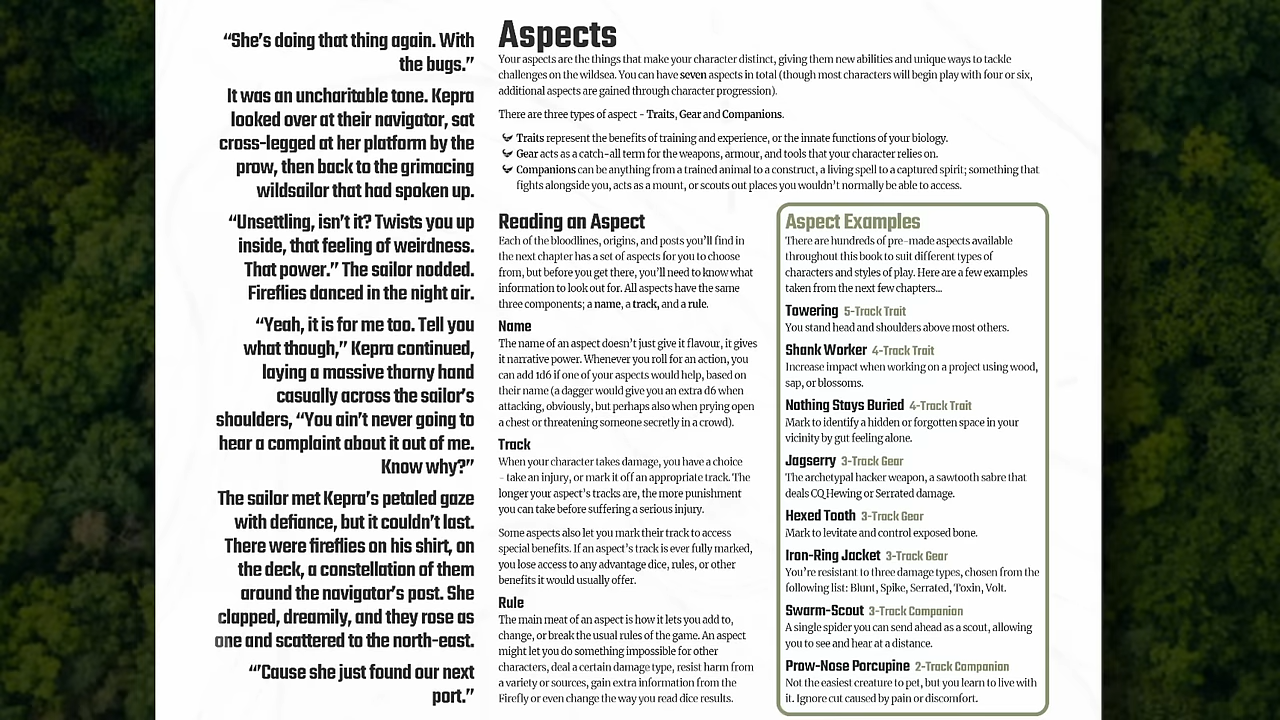 “She’s doing that thing again. With
the bugs.”
It was an uncharitable tone. Kepra
looked over at their navigator, sat
cross-legged at her platform by the
prow, then back to the grimacing
wildsailor that had spoken up.
“Unsettling, isn’t it? Twists you up
inside, that feeling of weirdness.
That power.” The sailor nodded.
Fireflies danced in the night air.
“Yeah, it is for me too. Tell you
what though,” Kepra continued,
laying a massive thorny hand
casually across the sailor’s
shoulders, “You ain’t never going to
hear a complaint about it out of me.
Know why?”
The sailor met Kepra’s petaled gaze
with defiance, but it couldn’t last.
There were fireflies on his shirt, on
the deck, a constellation of them
around the navigator’s post. She
clapped, dreamily, and they rose as
one and scattered to the north-east.
“’Cause she just found our next
port.”
Aspects
Your aspects are the things that make your character distinct, giving them new abilities and unique ways to tackle
challenges on the wildsea. You can have seven aspects in total (though most characters will begin play with four or six,
additional aspects are gained through character progression).
There are three types of aspect - Traits, Gear and Companions.
Traits represent the benefits of training and experience, or the innate functions of your biology.
Gear acts as a catch-all term for the weapons, armour, and tools that your character relies on.
Companions can be anything from a trained animal to a construct, a living spell to a captured spirit; something that
fights alongside you, acts as a mount, or scouts out places you wouldn’t normally be able to access.
Reading an Aspect
Each of the bloodlines, origins, and posts you’ll find in
the next chapter has a set of aspects for you to choose
from, but before you get there, you’ll need to know what
information to look out for. All aspects have the same
three components; a name, a track, and a rule.
Name
The name of an aspect doesn’t just give it flavour, it gives
it narrative power. Whenever you roll for an action, you
can add 1d6 if one of your aspects would help, based on
their name (a dagger would give you an extra d6 when
attacking, obviously, but perhaps also when prying open
a chest or threatening someone secretly in a crowd).
Track
When your character takes damage, you have a choice
- take an injury, or mark it off an appropriate track. The
longer your aspect’s tracks are, the more punishment
you can take before suffering a serious injury.
Some aspects also let you mark their track to access
special benefits. If an aspect’s track is ever fully marked,
you lose access to any advantage dice, rules, or other
benefits it would usually offer.
Rule
The main meat of an aspect is how it lets you add to,
change, or break the usual rules of the game. An aspect
might let you do something impossible for other
characters, deal a certain damage type, resist harm from
a variety or sources, gain extra information from the
Firefly or even change the way you read dice results.
Aspect Examples
There are hundreds of pre-made aspects available
throughout this book to suit different types of
characters and styles of play. Here are a few examples
taken from the next few chapters...
Towering 5-Track Trait
You stand head and shoulders above most others.
Shank Worker 4-Track Trait
Increase impact when working on a project using wood,
sap, or blossoms.
Nothing Stays Buried 4-Track Trait
Mark to identify a hidden or forgotten space in your
vicinity by gut feeling alone.
Jagserry 3-Track Gear
The archetypal hacker weapon, a sawtooth sabre that
deals CQ Hewing or Serrated damage.
Hexed Tooth 3-Track Gear
Mark to levitate and control exposed bone.
Iron-Ring Jacket 3-Track Gear
You’re resistant to three damage types, chosen from the
following list: Blunt, Spike, Serrated, Toxin, Volt.
Swarm-Scout 3-Track Companion
A single spider you can send ahead as a scout, allowing
you to see and hear at a distance.
Prow-Nose Porcupine 2-Track Companion
Not the easiest creature to pet, but you learn to live with
it. Ignore cut caused by pain or discomfort.